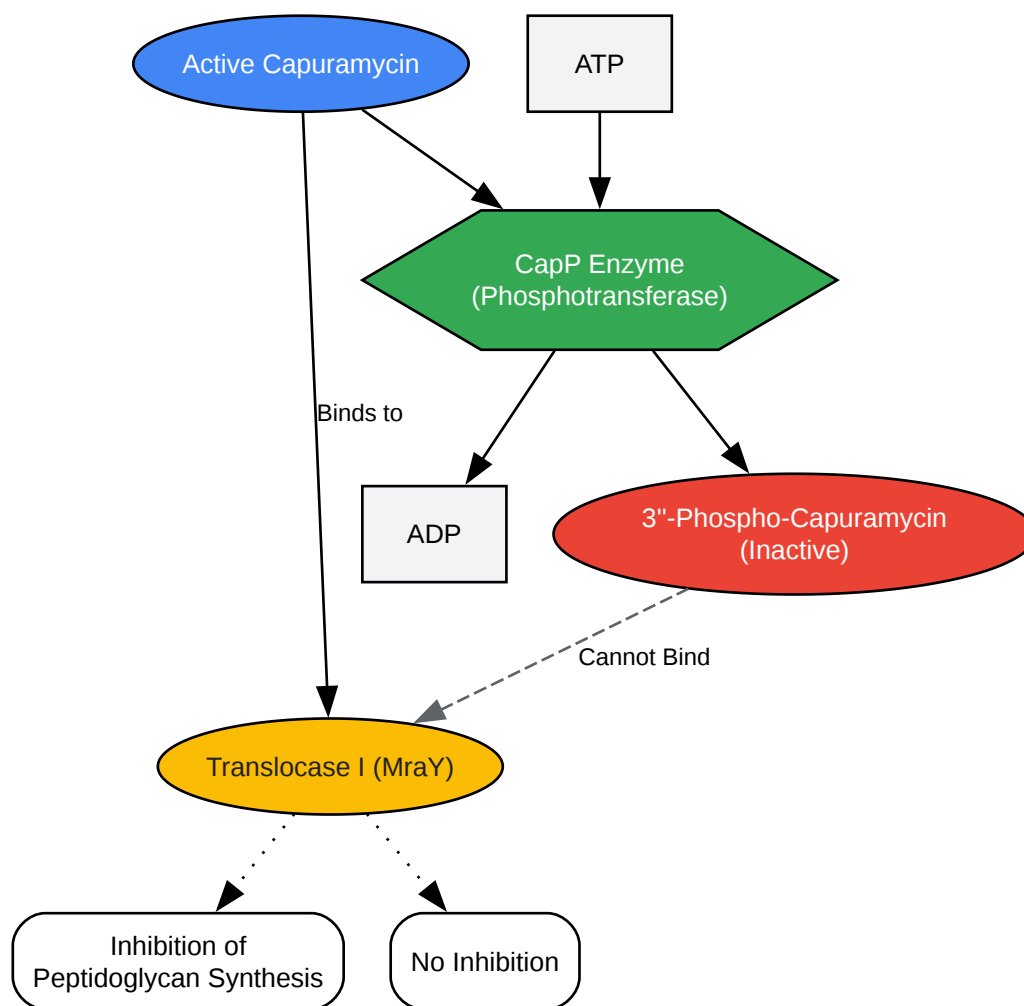 Active Capuramycin
ATP
CapP Enzyme
(Phosphotransferase)
Binds to
ADP
3"-Phospho-Capuramycin
(Inactive)
Cannot Bind
Translocase I (MraY)
Inhibition of
Peptidoglycan Synthesis
No Inhibition